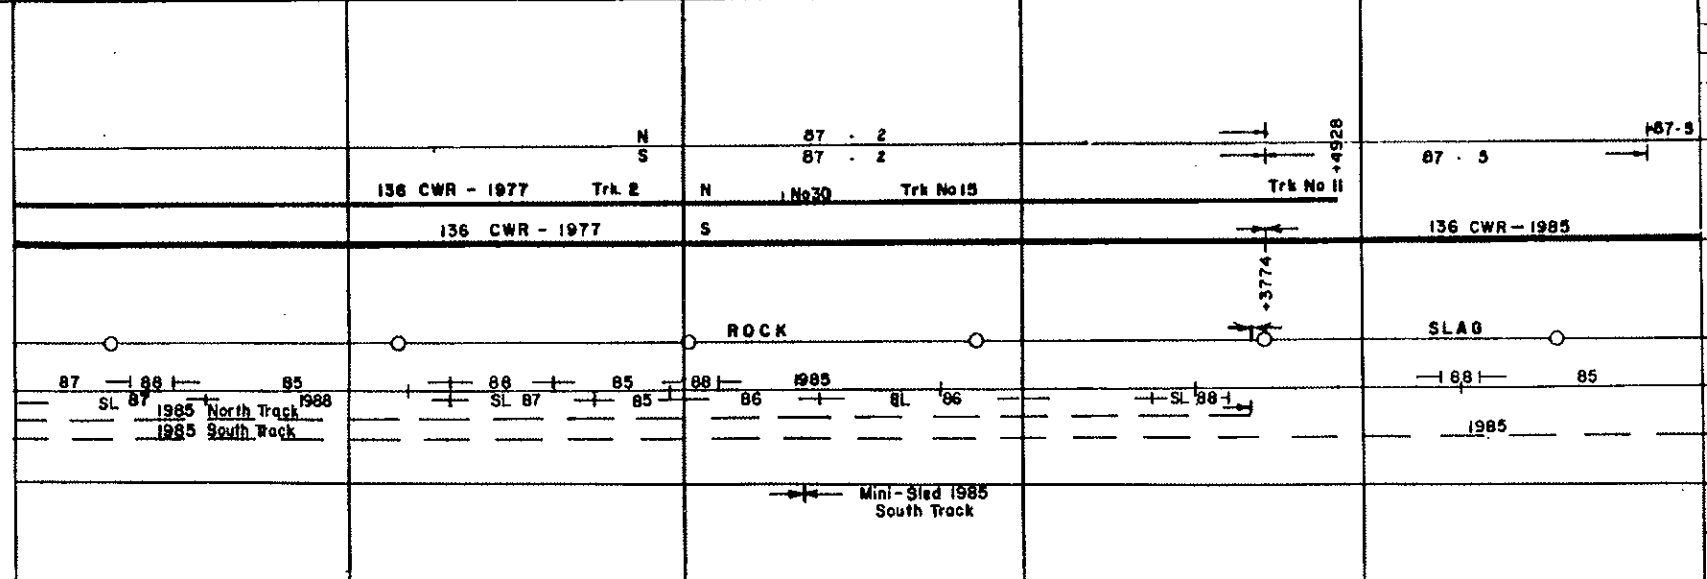 N 87 · 2
S 87 · 2
+4928
87-5
87 · 5
136 CWR - 1977 Trk. 2 N No30 Trk No 15 Trk No 11
136 CWR - 1977 S 136 CWR - 1985
+3774
ROCK SLAG
87 88 85 88 85 88 1985 88 85
SL 87 1988 SL 87 85 86 BL 86 SL 88
1985 North Track
1985 South Track 1985
Mini-Sled 1985
South Track